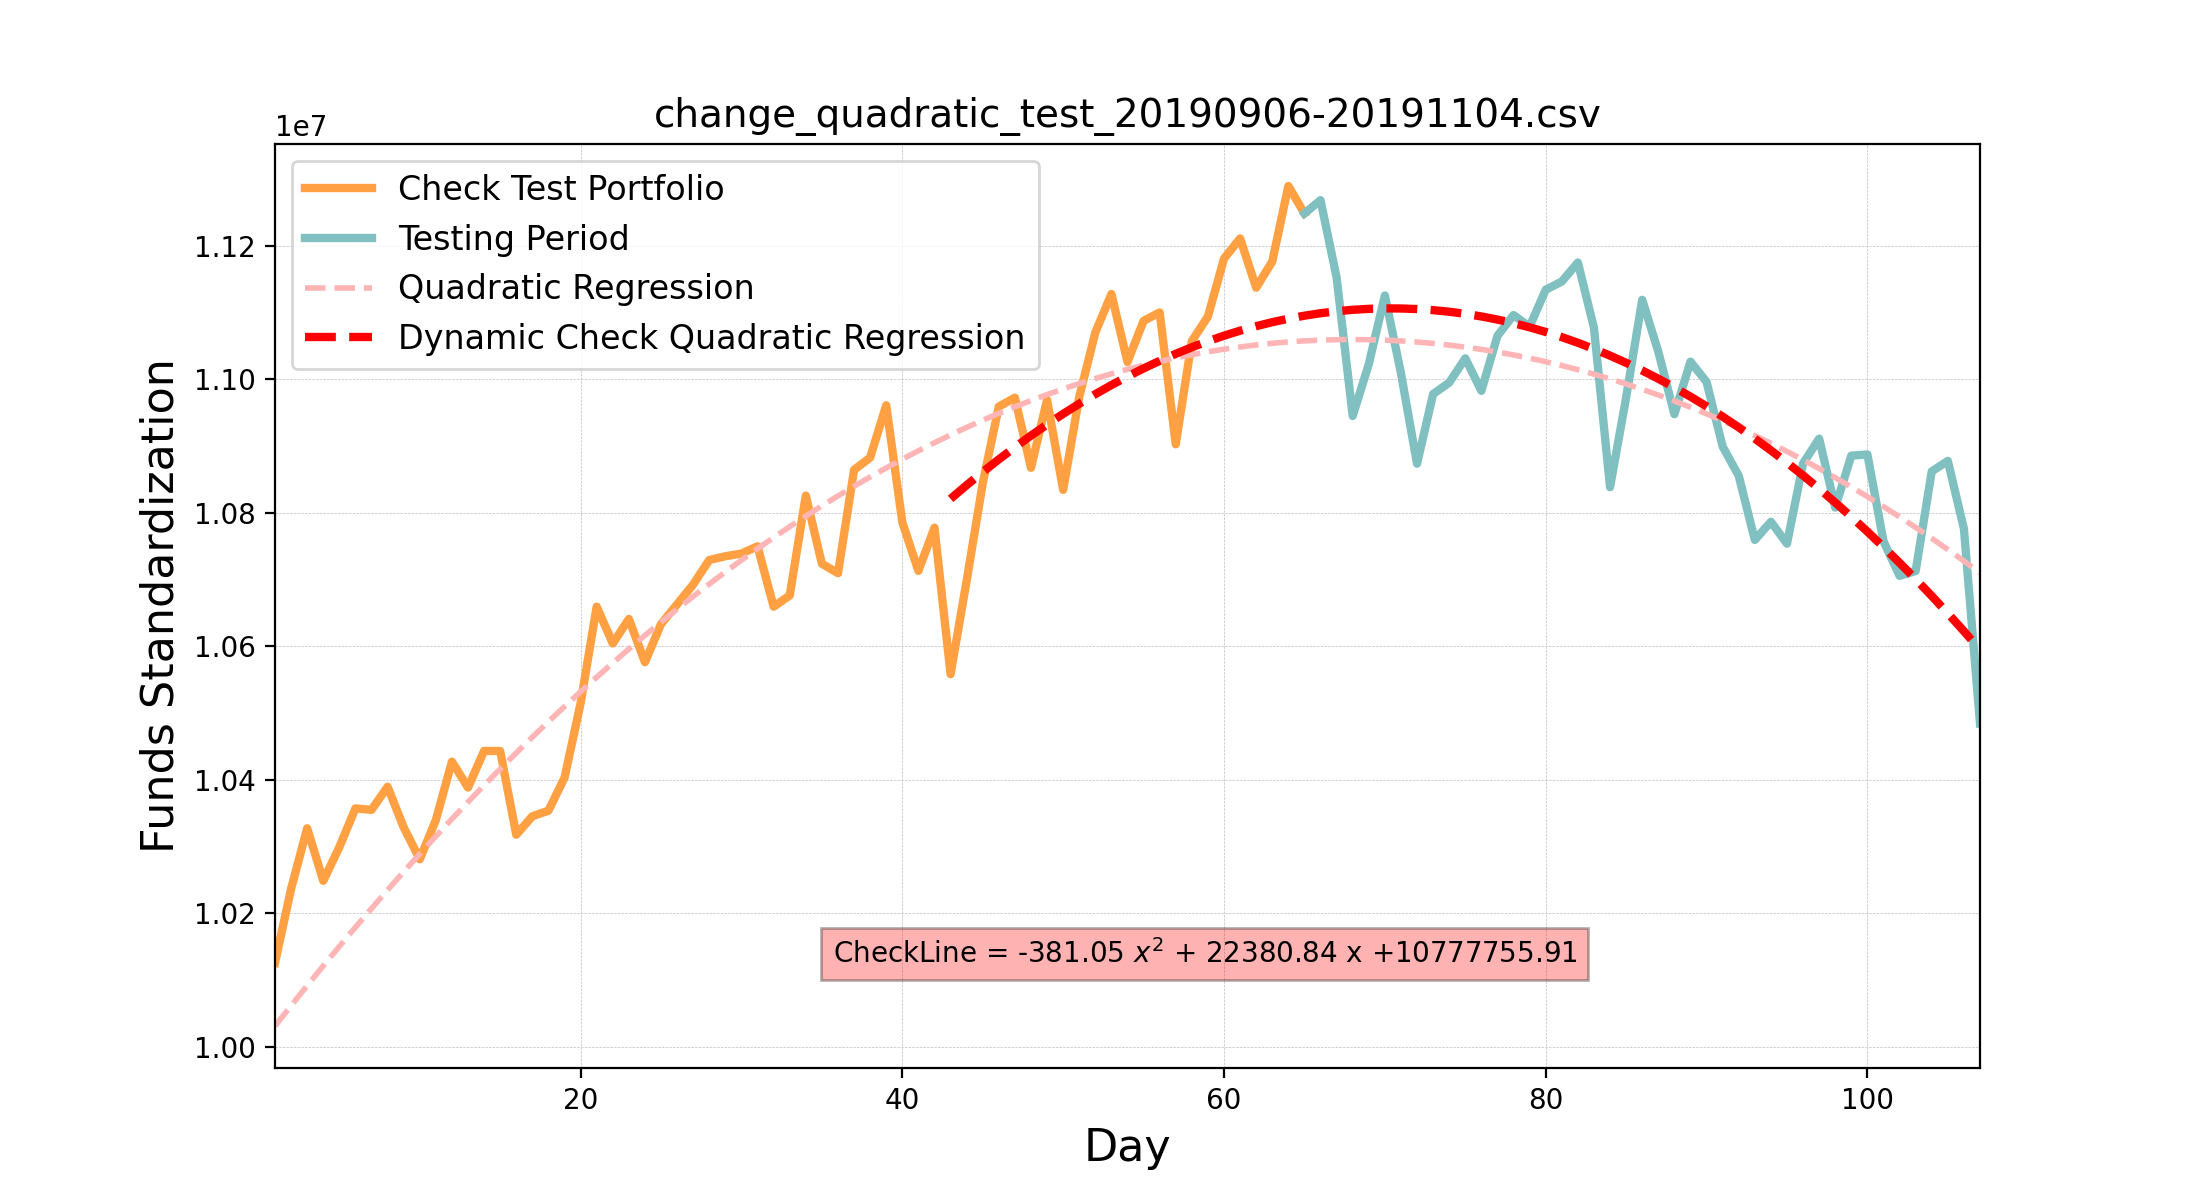 change_quadratic_test_20190906-20191104.csv
1e7
Check Test Portfolio
Testing Period
Quadratic Regression
Dynamic Check Quadratic Regression
1.12
1.10
1.08
1.06
1.04
1.02
1.00
Funds Standardization
CheckLine = -381.05 x² + 22380.84 x +10777755.91
20 40 60 80 100
Day